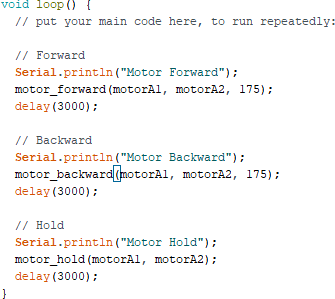 void loop() {
  // put your main code here, to run repeatedly:

  // Forward
  Serial.println("Motor Forward");
  motor_forward(motorA1, motorA2, 175);
  delay(3000);

  // Backward
  Serial.println("Motor Backward");
  motor_backward(motorA1, motorA2, 175);
  delay(3000);

  // Hold
  Serial.println("Motor Hold");
  motor_hold(motorA1, motorA2);
  delay(3000);
}